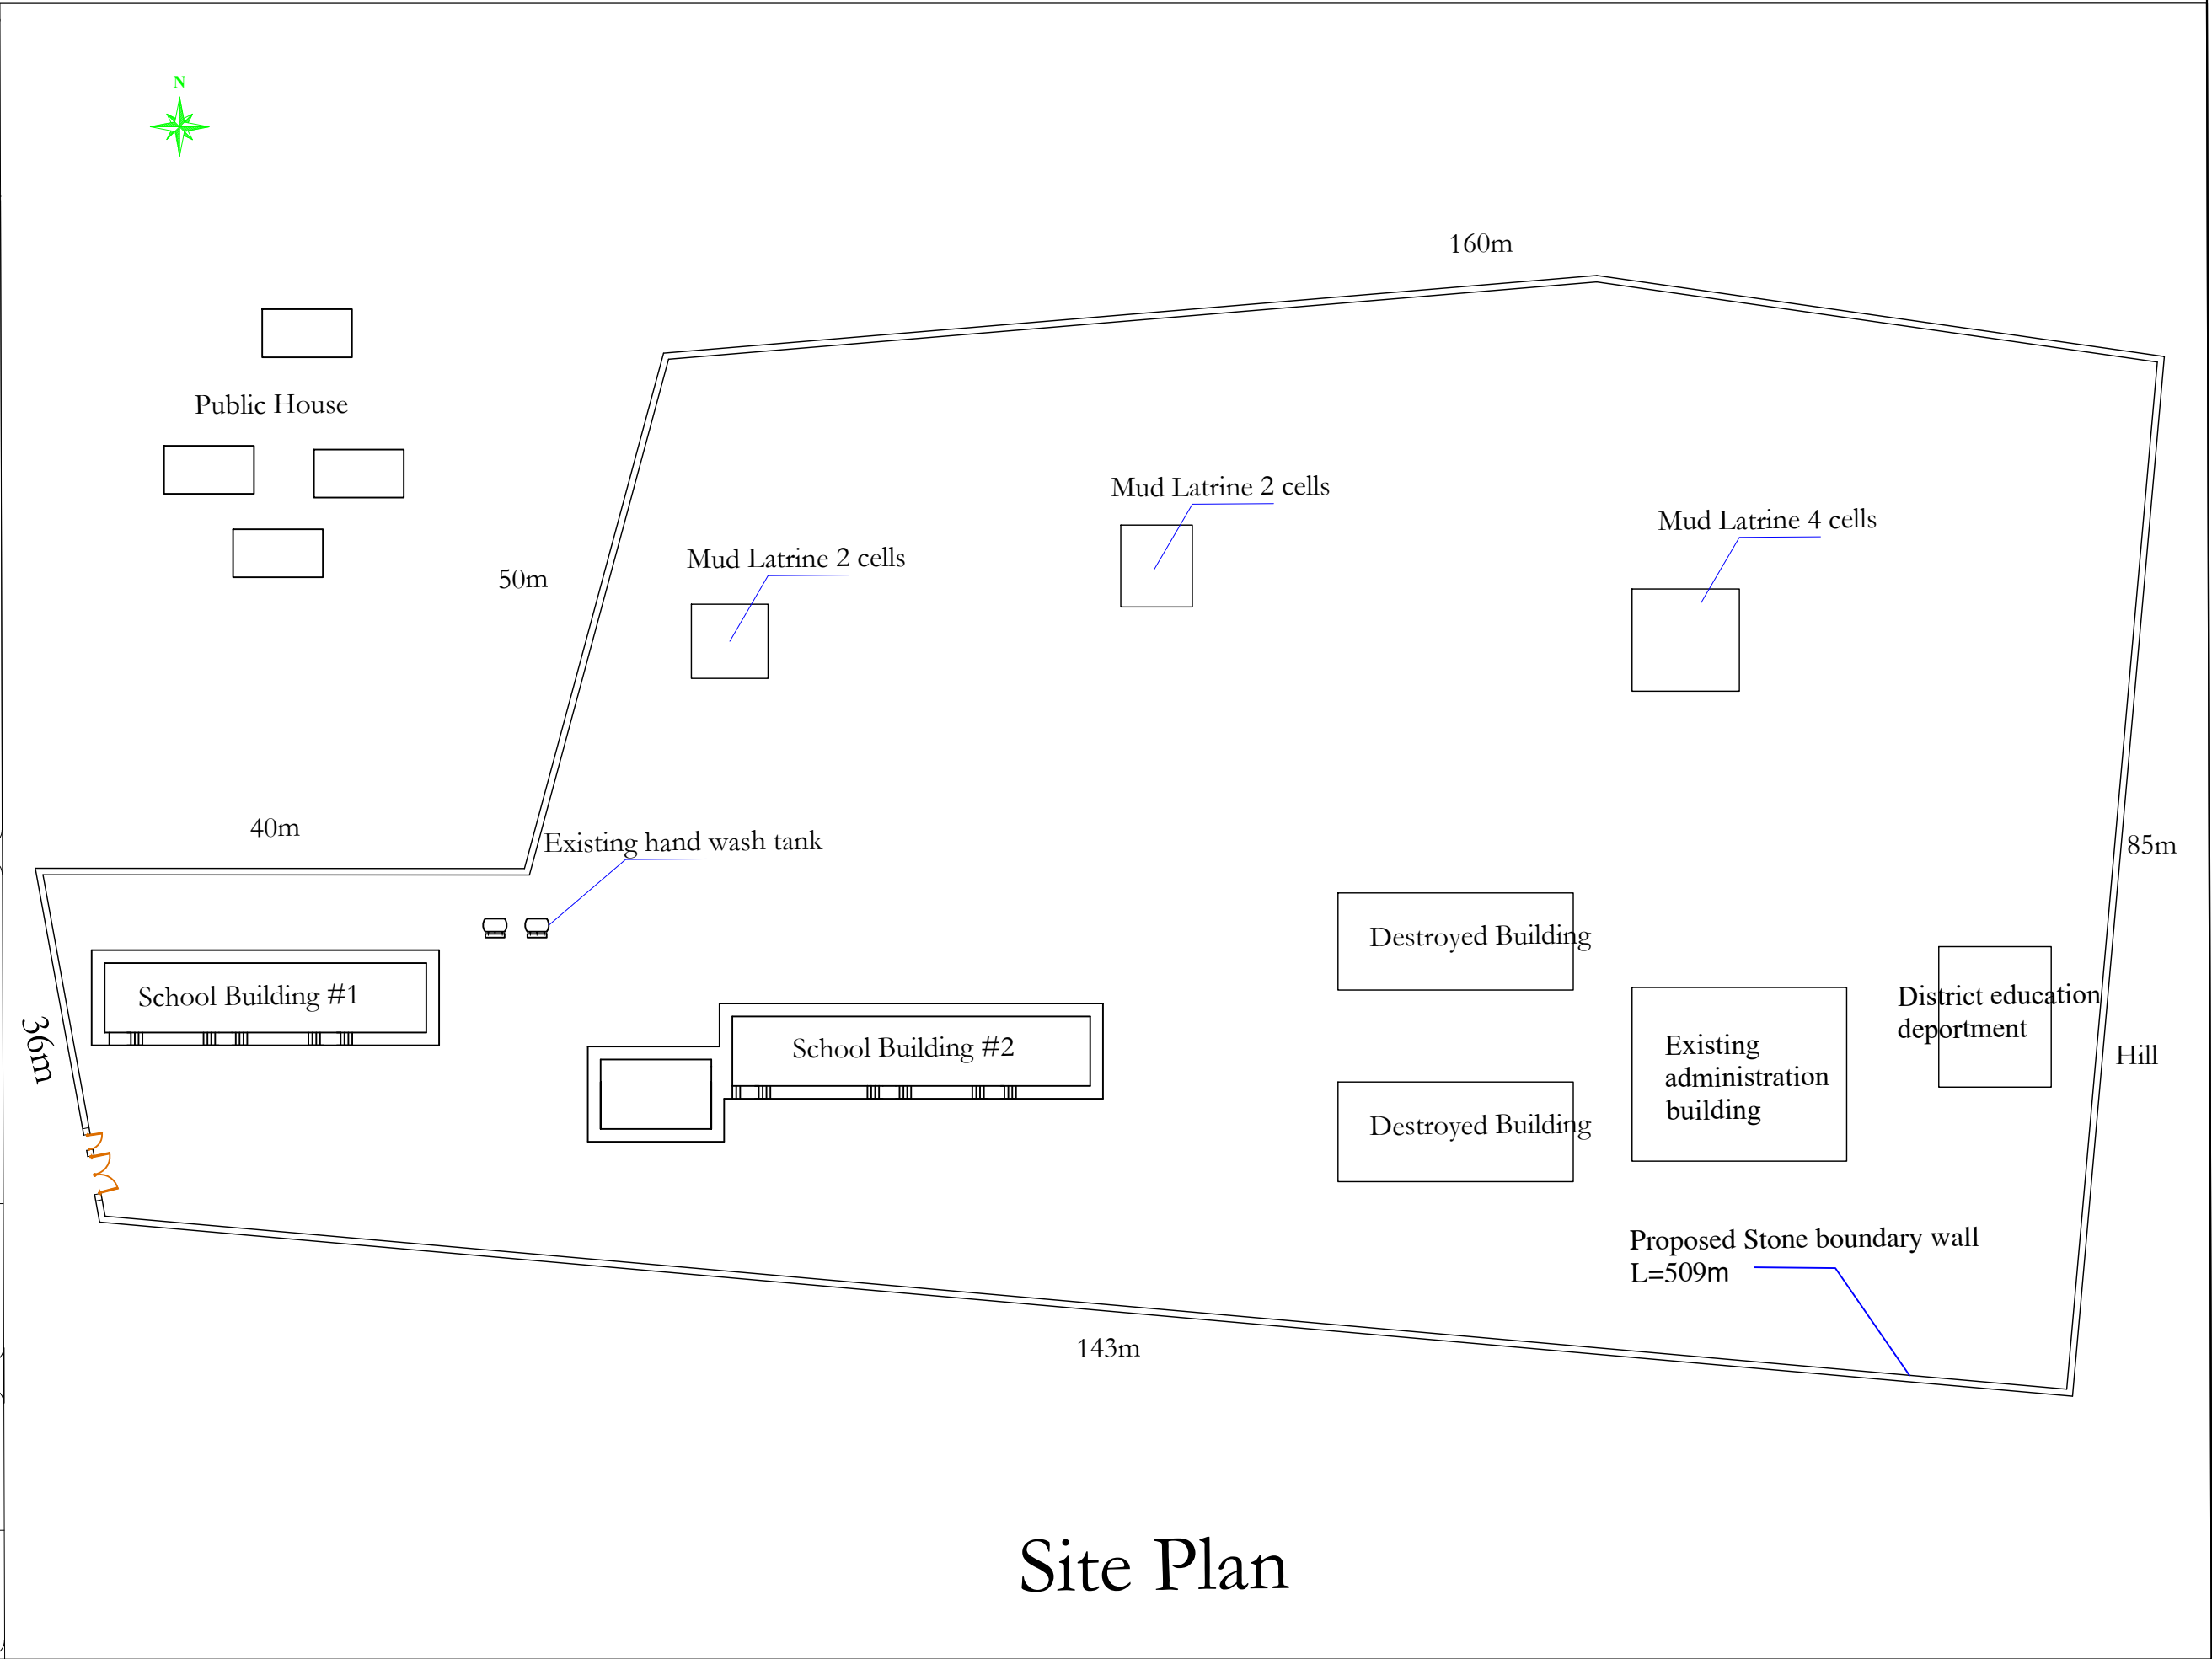 N
160m
Public House
Mud Latrine 2 cells
Mud Latrine 4 cells
Mud Latrine 2 cells
50m
40m
Existing hand wash tank
85m
Destroyed Building
School Building #1
District education
deportment
36m
School Building #2
Existing
administration
building
Hill
Destroyed Building
Proposed Stone boundary wall
L=509m
143m
Site Plan